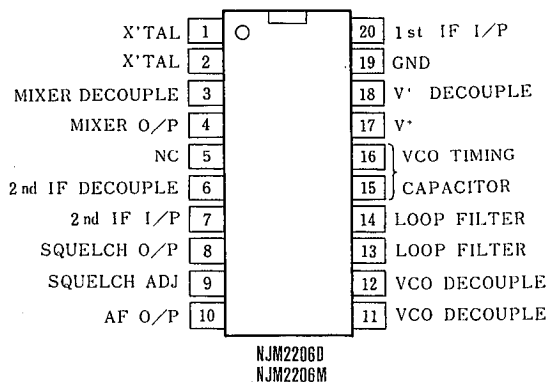 X'TAL 1
X'TAL 2
MIXER DECOUPLE 3
MIXER O/P 4
NC 5
2nd IF DECOUPLE 6
2nd IF I/P 7
SQUELCH O/P 8
SQUELCH ADJ 9
AF O/P 10
20 1st IF I/P
19 GND
18 V' DECOUPLE
17 V+
16 VCO TIMING
15 CAPACITOR
14 LOOP FILTER
13 LOOP FILTER
12 VCO DECOUPLE
11 VCO DECOUPLE
NJM2206D
NJM2206M